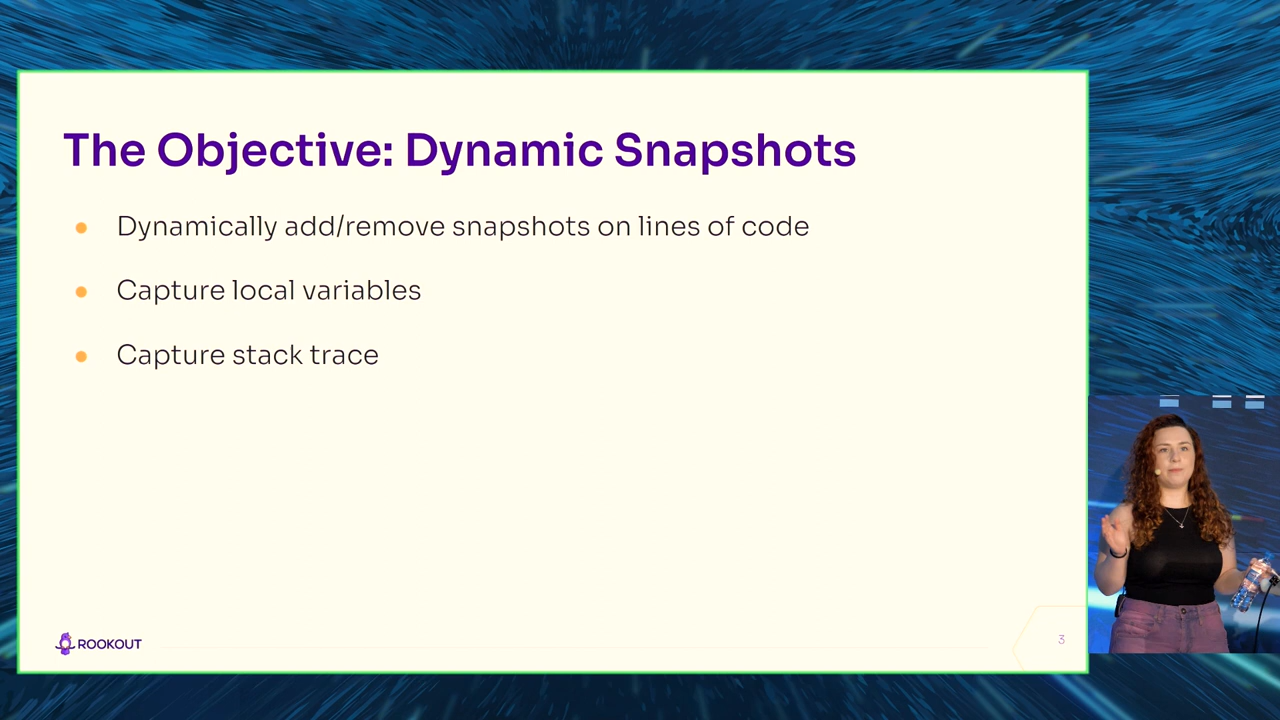 The Objective: Dynamic Snapshots
Dynamically add/remove snapshots on lines of code
Capture local variables
Capture stack trace
ROOKOUT
3